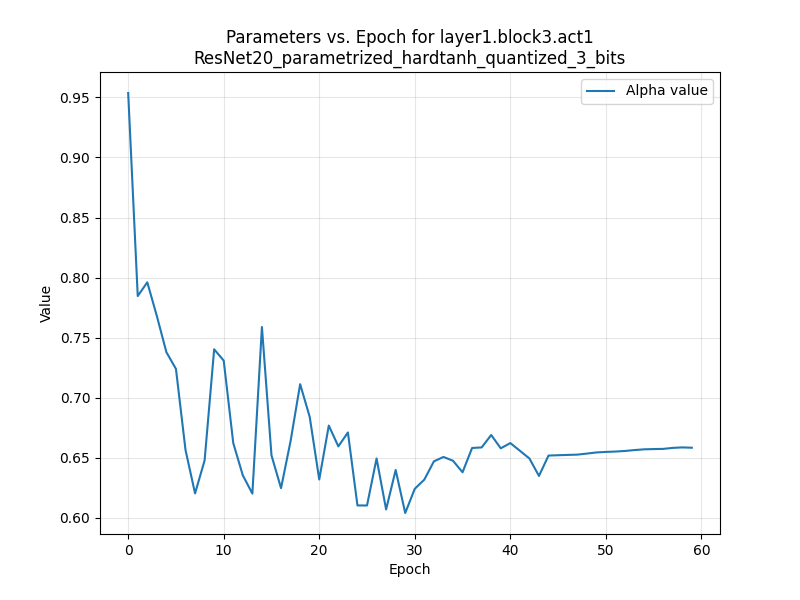 Parameters vs. Epoch for layer1.block3.act1
ResNet20_parametrized_hardtanh_quantized_3_bits
Alpha value
0.95
0.90
0.85
0.80
0.75
0.70
0.65
0.60
Value
0 10 20 30 40 50 60
Epoch